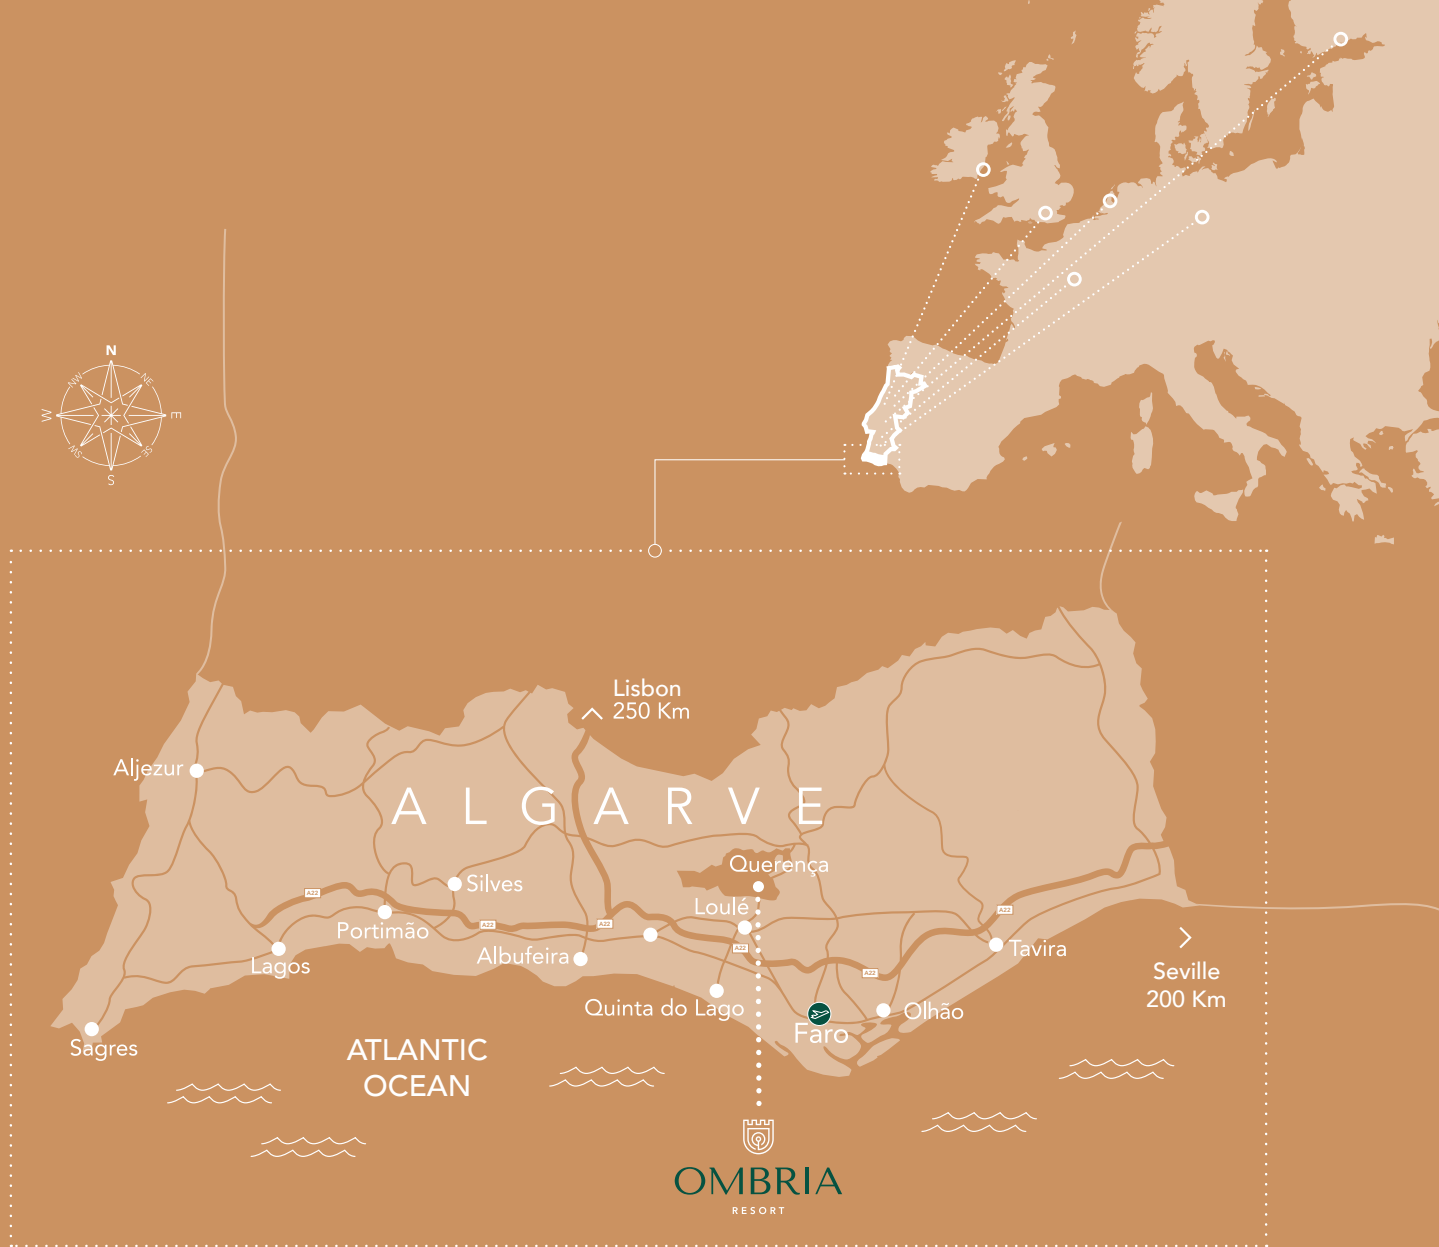 N
NW
NE
W
E
SW
SE
S
Lisbon
250 Km
Aljezur
ALGARVE
Querença
Silves
A22
Loulé
A22
A22
A22
Portimão
A22
Tavira
Albufeira
Lagos
A22
Seville
200 Km
Quinta do Lago
Olhão
Faro
Sagres
ATLANTIC
OCEAN
OMBRIA
RESORT